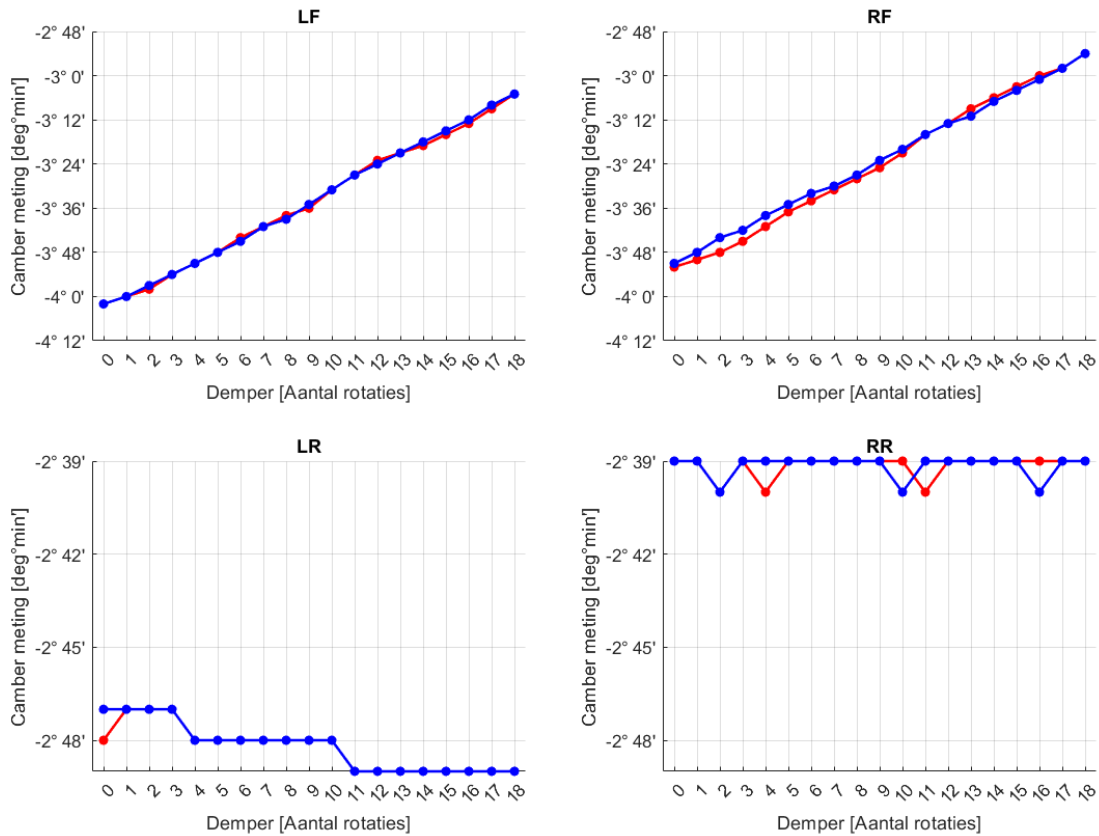 LF
-2° 48'
-3° 0'
-3° 12'
-3° 24'
-3° 36'
-3° 48'
-4° 0'
-4° 12'
Camber meting [deg°min']
0 1 2 3 4 5 6 7 8 9 10 11 12 13 14 15 16 17 18
Demper [Aantal rotaties]
RF
-2° 48'
-3° 0'
-3° 12'
-3° 24'
-3° 36'
-3° 48'
-4° 0'
-4° 12'
Camber meting [deg°min']
0 1 2 3 4 5 6 7 8 9 10 11 12 13 14 15 16 17 18
Demper [Aantal rotaties]
LR
-2° 39'
-2° 42'
-2° 45'
-2° 48'
Camber meting [deg°min']
0 1 2 3 4 5 6 7 8 9 10 11 12 13 14 15 16 17 18
Demper [Aantal rotaties]
RR
-2° 39'
-2° 42'
-2° 45'
-2° 48'
Camber meting [deg°min']
0 1 2 3 4 5 6 7 8 9 10 11 12 13 14 15 16 17 18
Demper [Aantal rotaties]